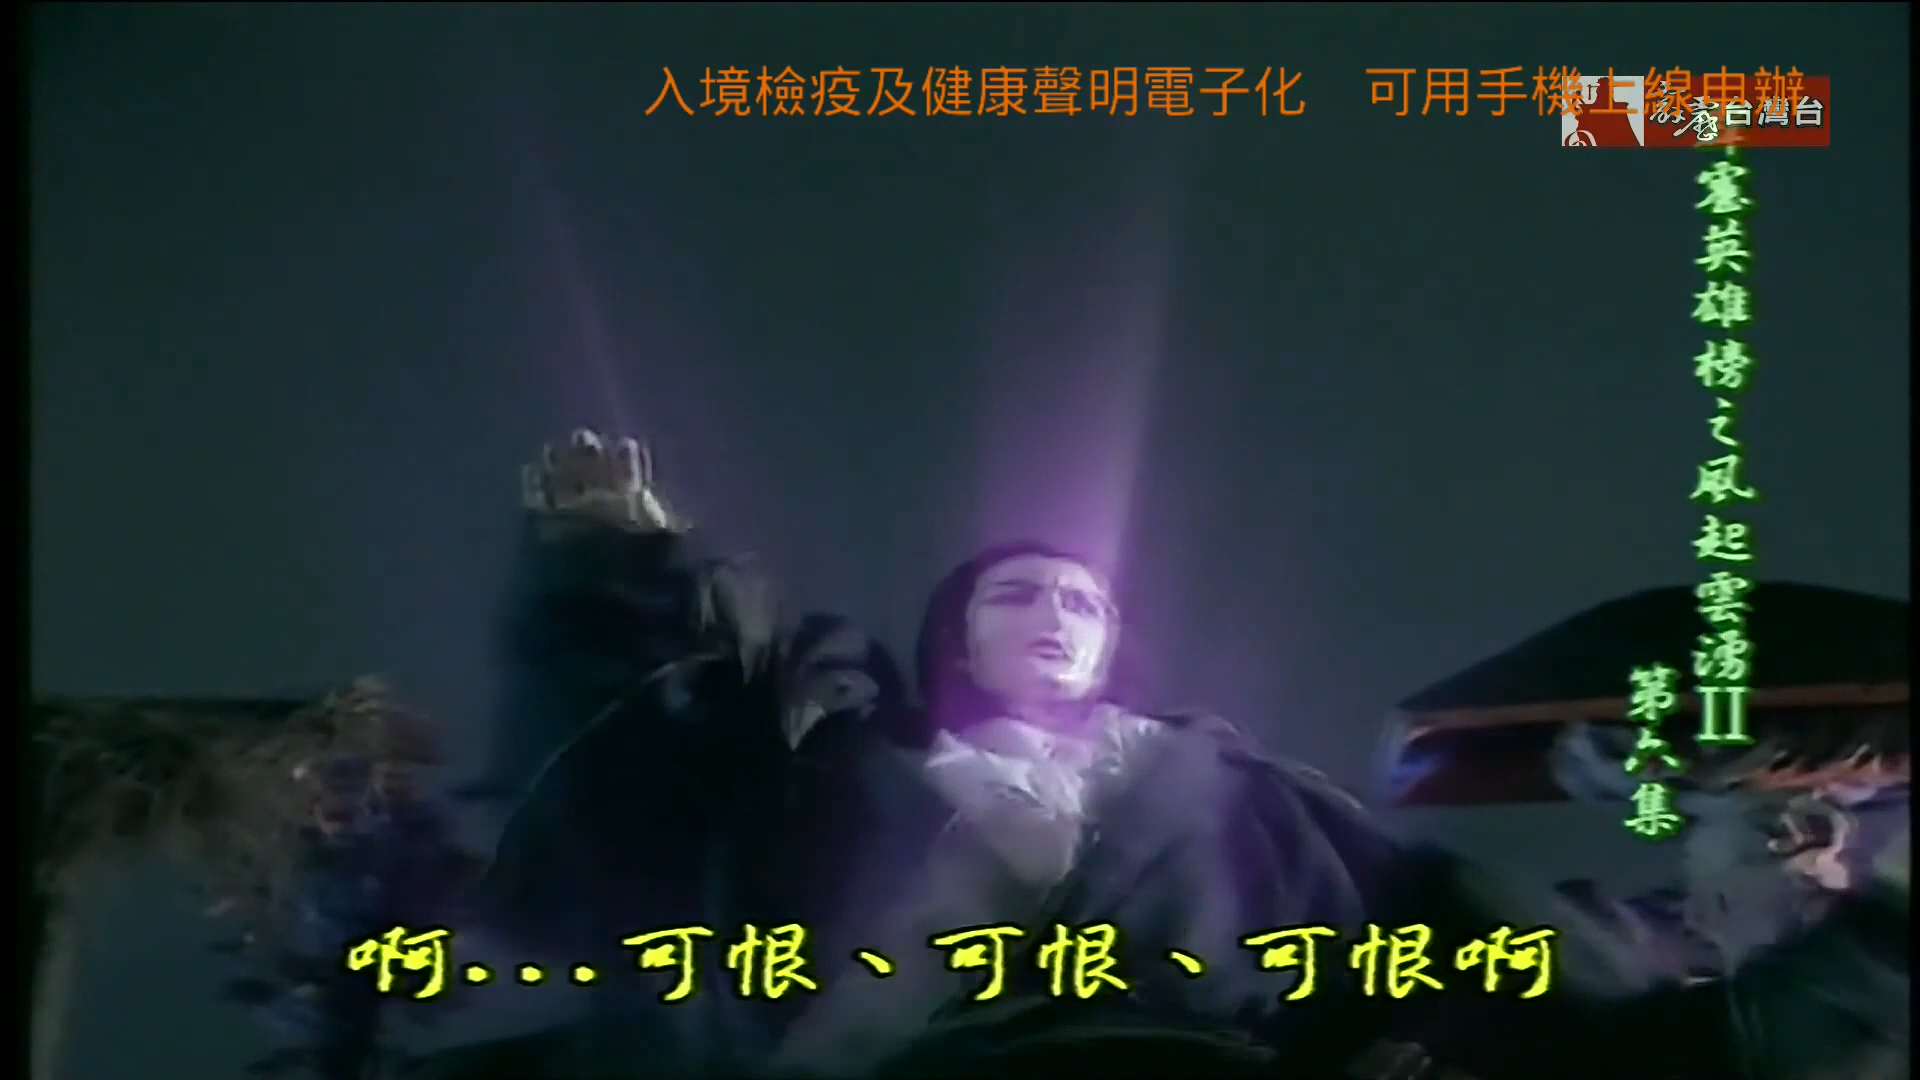 入境檢疫及健康聲明電子化　可用手機上線申辦
台灣台
英雄榜之風起雲湧II
第六集
啊...可恨、可恨、可恨啊